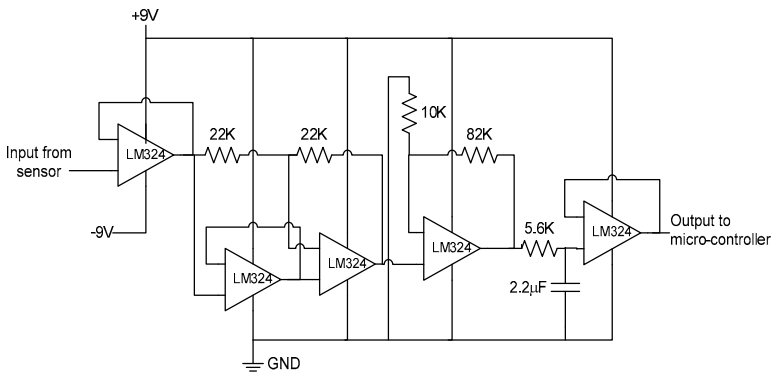 +9V
10K
22K
22K
82K
LM324
Input from
sensor
-9V
5.6K
Output to
micro-controller
LM324
LM324
LM324
LM324
2.2µF
GND